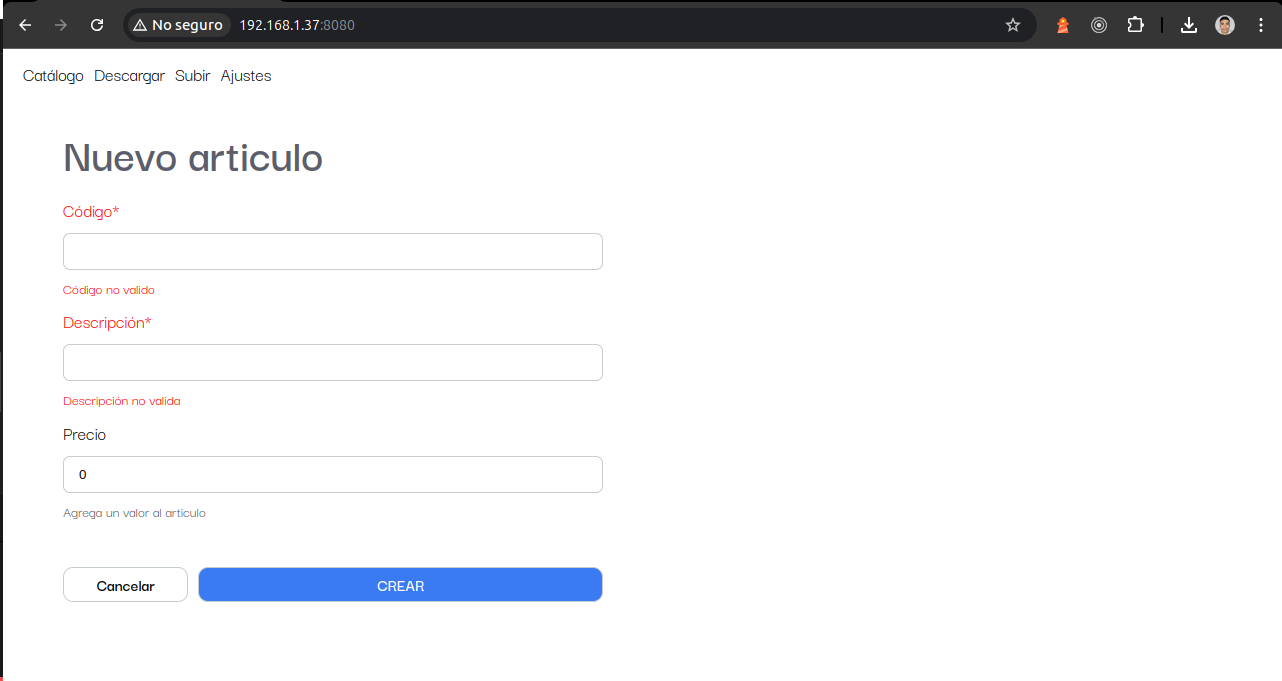 No seguro 192.168.1.37:8080
Catálogo Descargar Subir Ajustes
Nuevo articulo
Código*
Código no valido
Descripción*
Descripción no valida
Precio
0
Agrega un valor al articulo
Cancelar CREAR